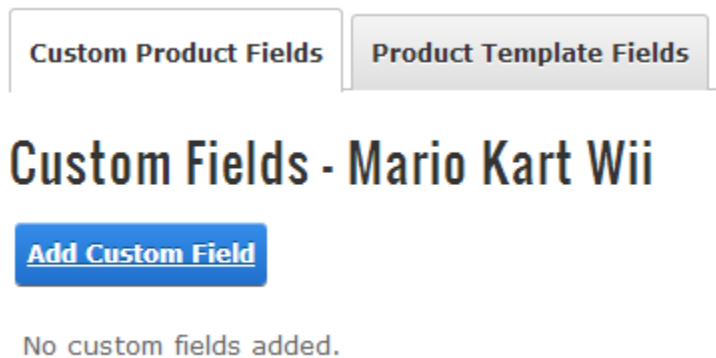 Custom Product Fields Product Template Fields
Custom Fields - Mario Kart Wii
Add Custom Field
No custom fields added.